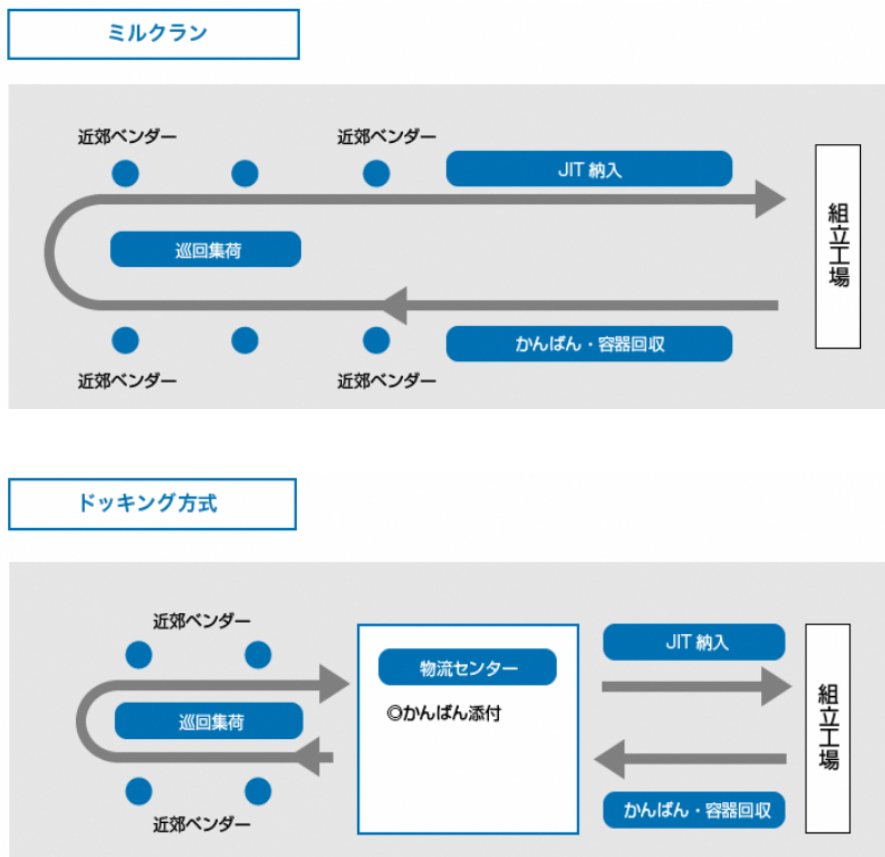 ミルクラン
近郊ベンダー
近郊ベンダー
JIT 納入
組立工場
巡回集荷
かんばん・容器回収
近郊ベンダー
近郊ベンダー
ドッキング方式
近郊ベンダー
JIT 納入
物流センター
組立工場
◎かんばん添付
巡回集荷
かんばん・容器回収
近郊ベンダー